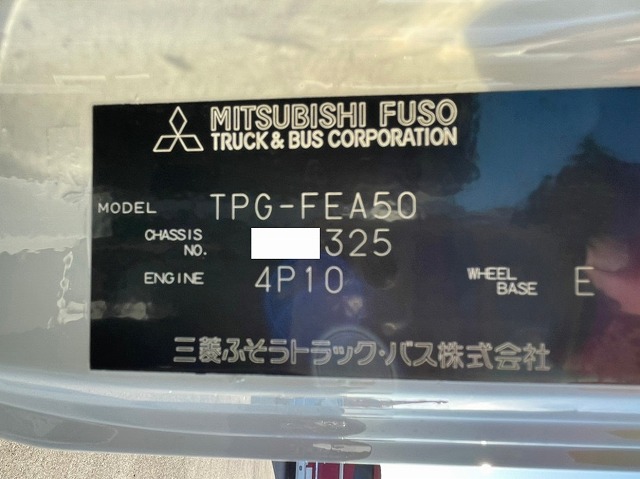 MITSUBISHI FUSO
TRUCK & BUS CORPORATION
MODEL TPG-FEA50
CHASSIS NO. 325
ENGINE 4P10 WHEEL BASE E
三菱ふそうトラック・バス株式会社